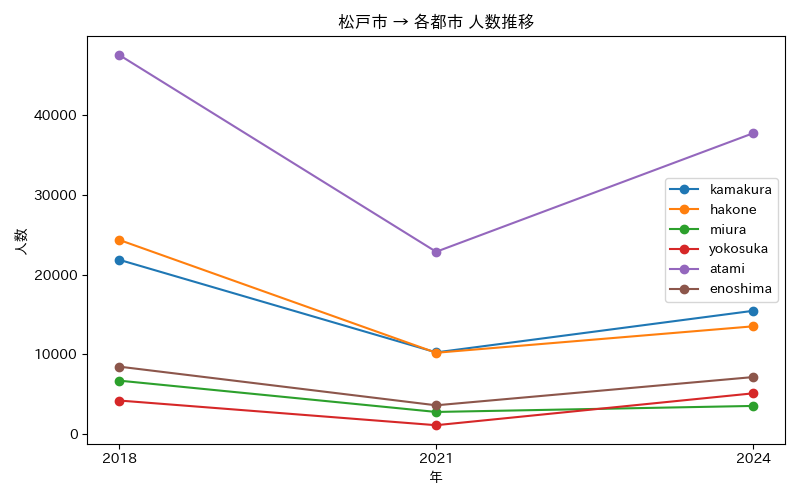 松戸市 → 各都市 人数推移
人数
40000
30000
20000
10000
0
2018
2021
2024
年
kamakura
hakone
miura
yokosuka
atami
enoshima